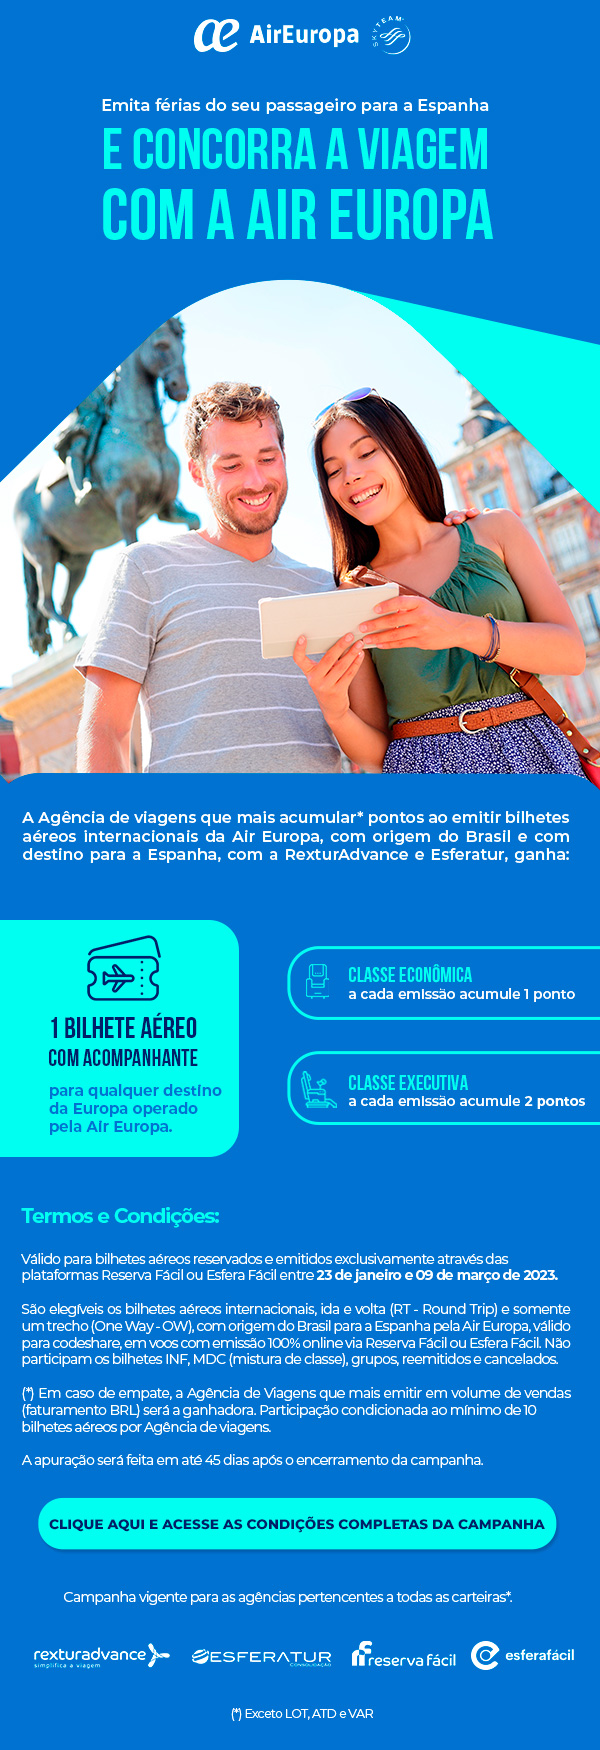 AirEuropa
SKYTEAM
Emita férias do seu passageiro para a Espanha
E CONCORRA A VIAGEM
COM A AIR EUROPA
A Agência de viagens que mais acumular* pontos ao emitir bilhetes
aéreos internacionais da Air Europa, com origem do Brasil e com
destino para a Espanha, com a RexturAdvance e Esferatur, ganha:
1 BILHETE AÉREO
COM ACOMPANHANTE
para qualquer destino
da Europa operado
pela Air Europa.
CLASSE ECONÔMICA
a cada emissão acumule 1 ponto
CLASSE EXECUTIVA
a cada emissão acumule 2 pontos
Termos e Condições:
Válido para bilhetes aéreos reservados e emitidos exclusivamente através das
plataformas Reserva Fácil ou Esfera Fácil entre 23 de janeiro e 09 de março de 2023.
São elegíveis os bilhetes aéreos internacionais, ida e volta (RT - Round Trip) e somente
um trecho (One Way - OW), com origem do Brasil para a Espanha pela Air Europa, válido
para codeshare, em voos com emissão 100% online via Reserva Fácil ou Esfera Fácil. Não
participam os bilhetes INF, MDC (mistura de classe), grupos, reemitidos e cancelados.
(*) Em caso de empate, a Agência de Viagens que mais emitir em volume de vendas
(faturamento BRL) será a ganhadora. Participação condicionada ao mínimo de 10
bilhetes aéreos por Agência de viagens.
A apuração será feita em até 45 dias após o encerramento da campanha.
CLIQUE AQUI E ACESSE AS CONDIÇÕES COMPLETAS DA CAMPANHA
Campanha vigente para as agências pertencentes a todas as carteiras*.
rexturadvance
simplifica a viagem
ESFERATUR
CONSOLIDAÇÃO
reserva fácil
esferafácil
(*) Exceto LOT, ATD e VAR